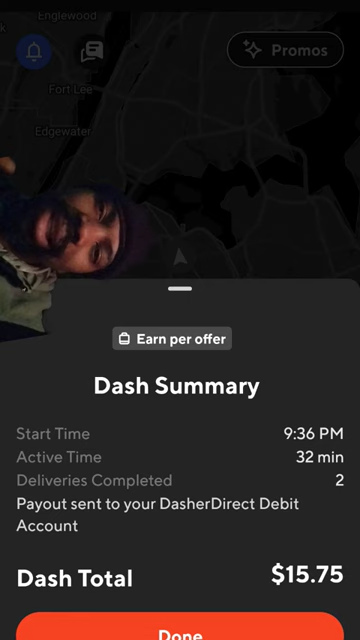 Englewood
k
Promos
Fort Lee
Edgewater
Earn per offer
Dash Summary
Start Time 9:36 PM
Active Time 32 min
Deliveries Completed 2
Payout sent to your DasherDirect Debit
Account
Dash Total $15.75
Done